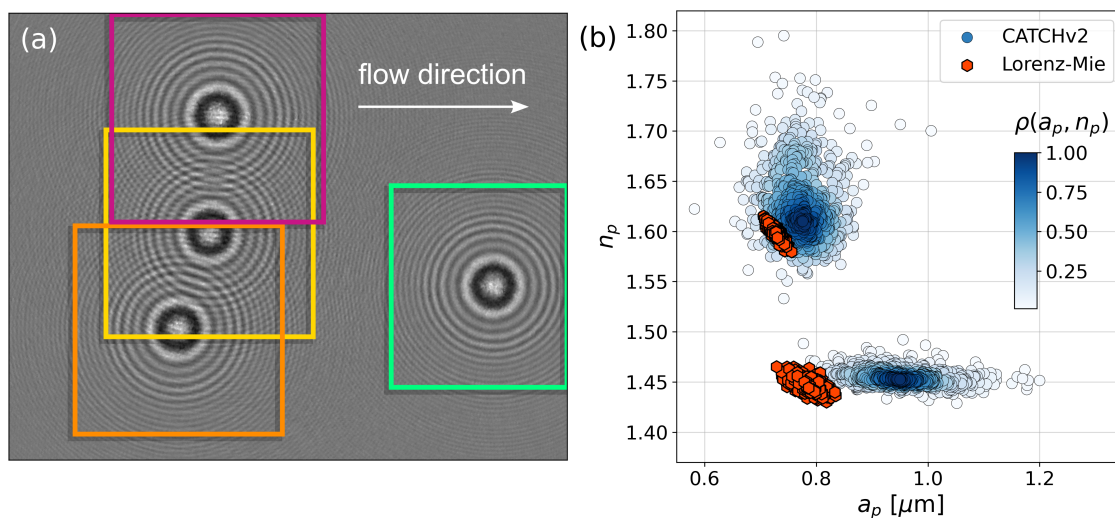 (a)
flow direction
(b)
n_p
1.80
1.75
1.70
1.65
1.60
1.55
1.50
1.45
1.40
CATCHv2
Lorenz-Mie
ρ(a_p, n_p)
1.00
0.75
0.50
0.25
0.6
0.8
1.0
1.2
a_p [μm]